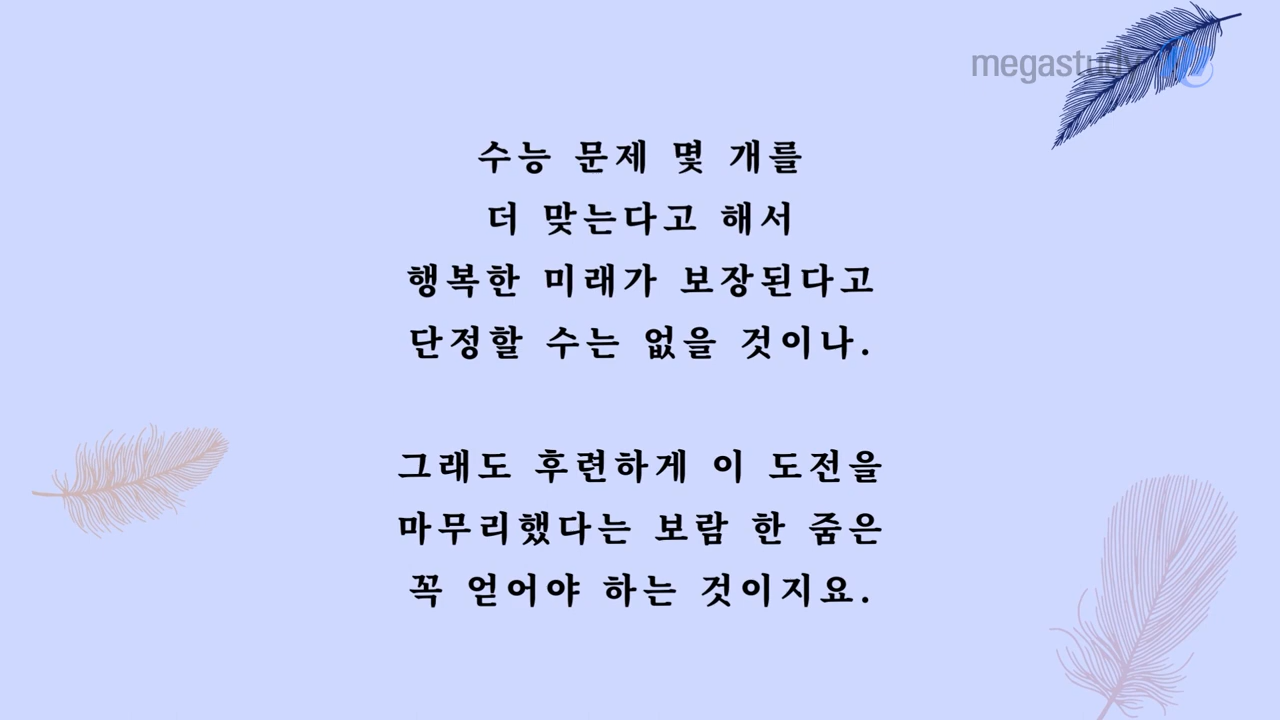 megastudy
수능 문제 몇 개를
더 맞는다고 해서
행복한 미래가 보장된다고
단정할 수는 없을 것이나.
그래도 후련하게 이 도전을
마무리했다는 보람 한 줌은
꼭 얻어야 하는 것이지요.